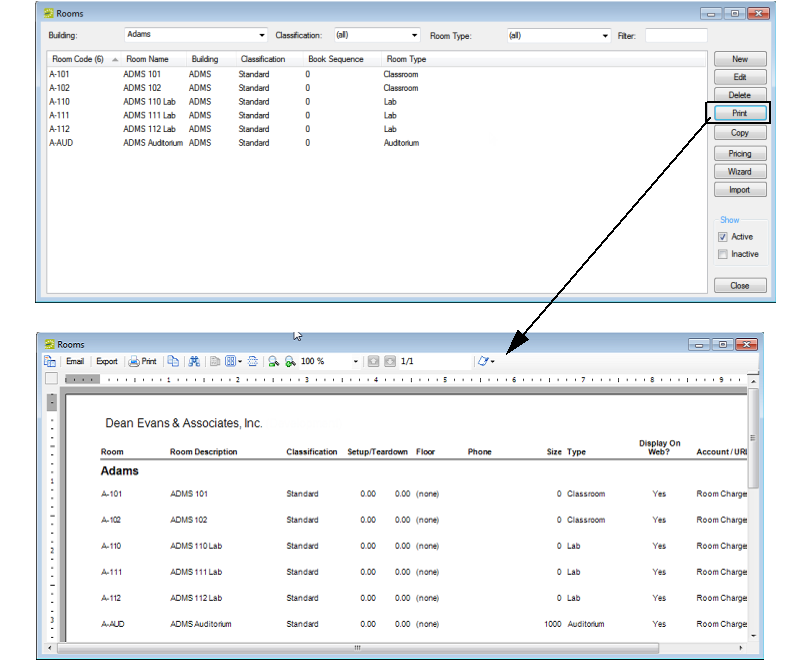 Rooms
Building: Adams Classification: (all) Room Type: (all) Filter:
Room Code (6) Room Name Building Classification Book Sequence Room Type
A-101 ADMS 101 ADMS Standard 0 Classroom
A-102 ADMS 102 ADMS Standard 0 Classroom
A-110 ADMS 110 Lab ADMS Standard 0 Lab
A-111 ADMS 111 Lab ADMS Standard 0 Lab
A-112 ADMS 112 Lab ADMS Standard 0 Lab
A-AUD ADMS Auditorium ADMS Standard 0 Auditorium
New
Edit
Delete
Print
Copy
Pricing
Wizard
Import
Show
Active
Inactive
Close
Rooms
Email Export Print 100 % 1/1
1 2 3 4 5 6 7 8 9
1
2
3
Dean Evans & Associates, Inc.
Room Room Description Classification Setup/Teardown Floor Phone Size Type Display On Web? Account / URL
Adams
A-101 ADMS 101 Standard 0.00 0.00 (none) 0 Classroom Yes Room Charge
A-102 ADMS 102 Standard 0.00 0.00 (none) 0 Classroom Yes Room Charge
A-110 ADMS 110 Lab Standard 0.00 0.00 (none) 0 Lab Yes Room Charge
A-111 ADMS 111 Lab Standard 0.00 0.00 (none) 0 Lab Yes Room Charge
A-112 ADMS 112 Lab Standard 0.00 0.00 (none) 0 Lab Yes Room Charge
A-AUD ADMS Auditorium Standard 0.00 0.00 (none) 1000 Auditorium Yes Room Charge